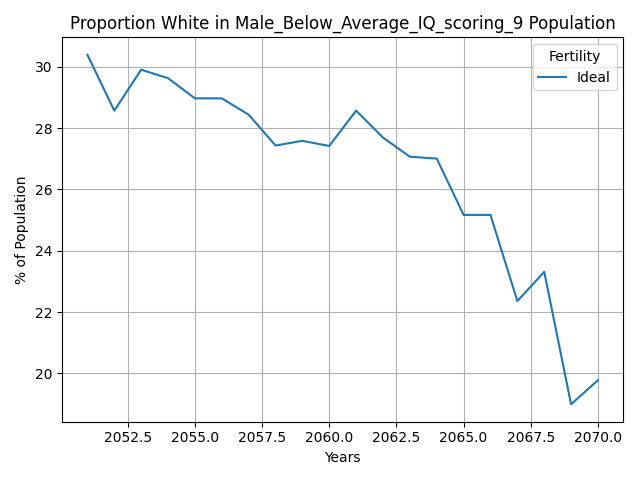 Proportion White in Male_Below_Average_IQ_scoring_9 Population
Fertility
Ideal
% of Population
30
28
26
24
22
20
2052.5 2055.0 2057.5 2060.0 2062.5 2065.0 2067.5 2070.0
Years